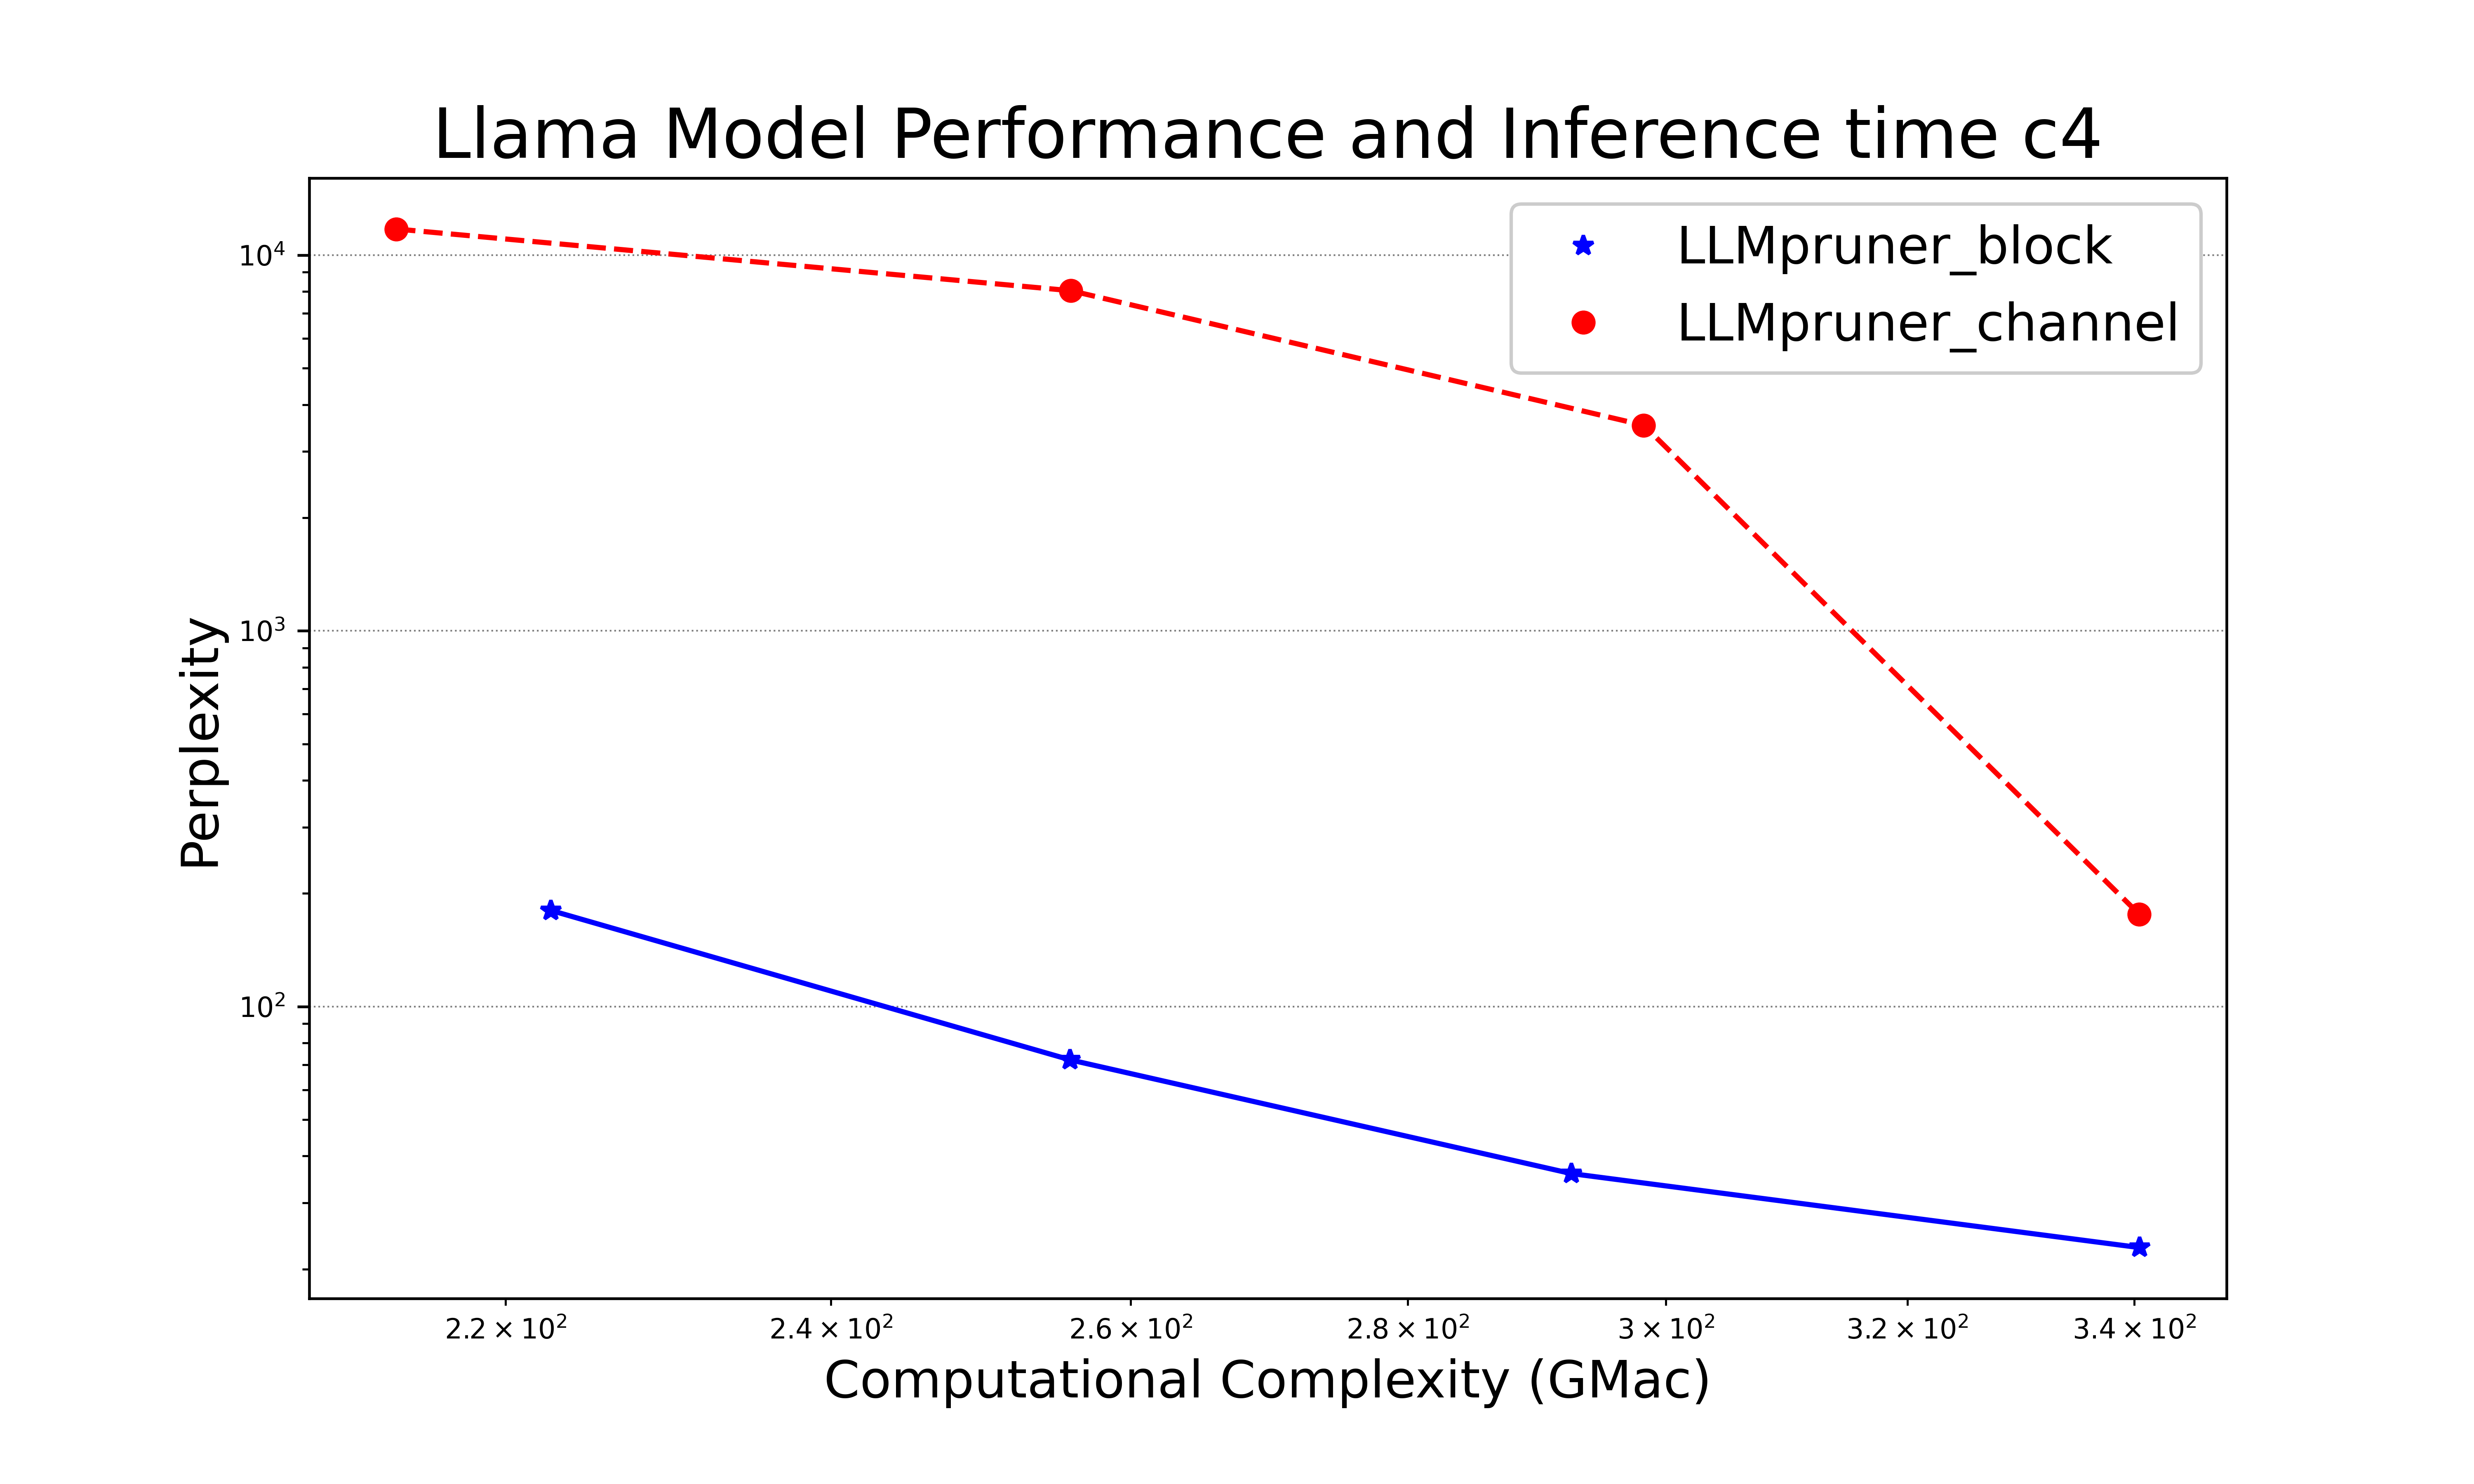 Llama Model Performance and Inference time c4
LLMpruner_block
LLMpruner_channel
10⁴
10³
10²
Perplexity
2.2 × 10² 2.4 × 10² 2.6 × 10² 2.8 × 10² 3 × 10² 3.2 × 10² 3.4 × 10²
Computational Complexity (GMac)